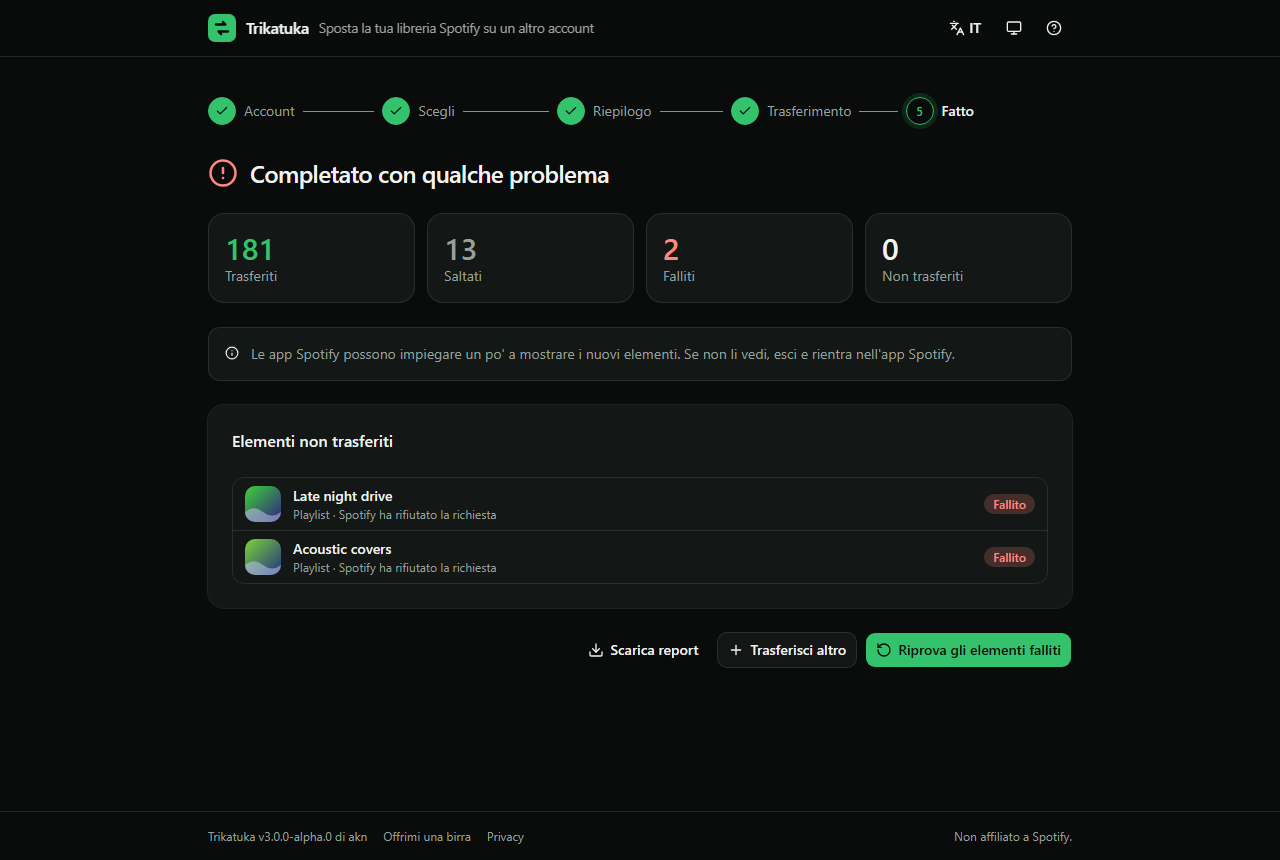 Trikatuka Sposta la tua libreria Spotify su un altro account IT
Account Scegli Riepilogo Trasferimento 5 Fatto
Completato con qualche problema
181 13 2 0
Trasferiti Saltati Falliti Non trasferiti
Le app Spotify possono impiegare un po' a mostrare i nuovi elementi. Se non li vedi, esci e rientra nell'app Spotify.
Elementi non trasferiti
Late night drive
Playlist · Spotify ha rifiutato la richiesta
Fallito
Acoustic covers
Playlist · Spotify ha rifiutato la richiesta
Fallito
Scarica report Trasferisci altro Riprova gli elementi falliti
Trikatuka v3.0.0-alpha.0 di akn Offrimi una birra Privacy Non affiliato a Spotify.